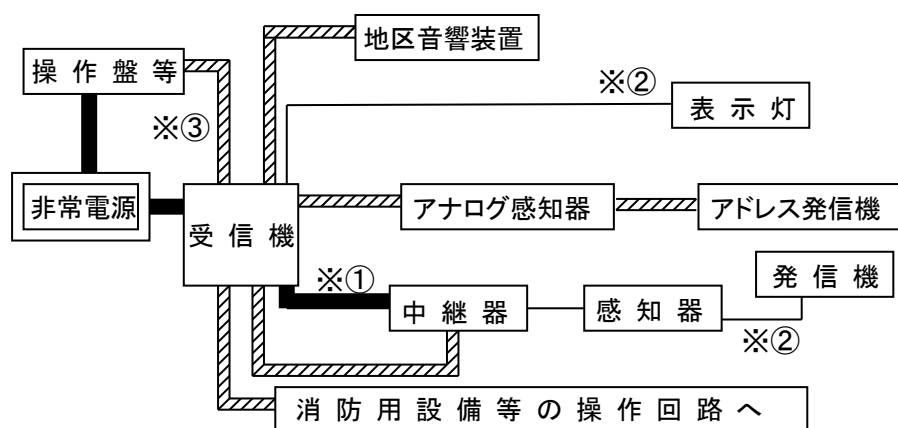 地区音響装置
操作盤等
※②
表示灯
※③
非常電源
受信機
アナログ感知器
アドレス発信機
※①
発信機
中継器
感知器
※②
消防用設備等の操作回路へ